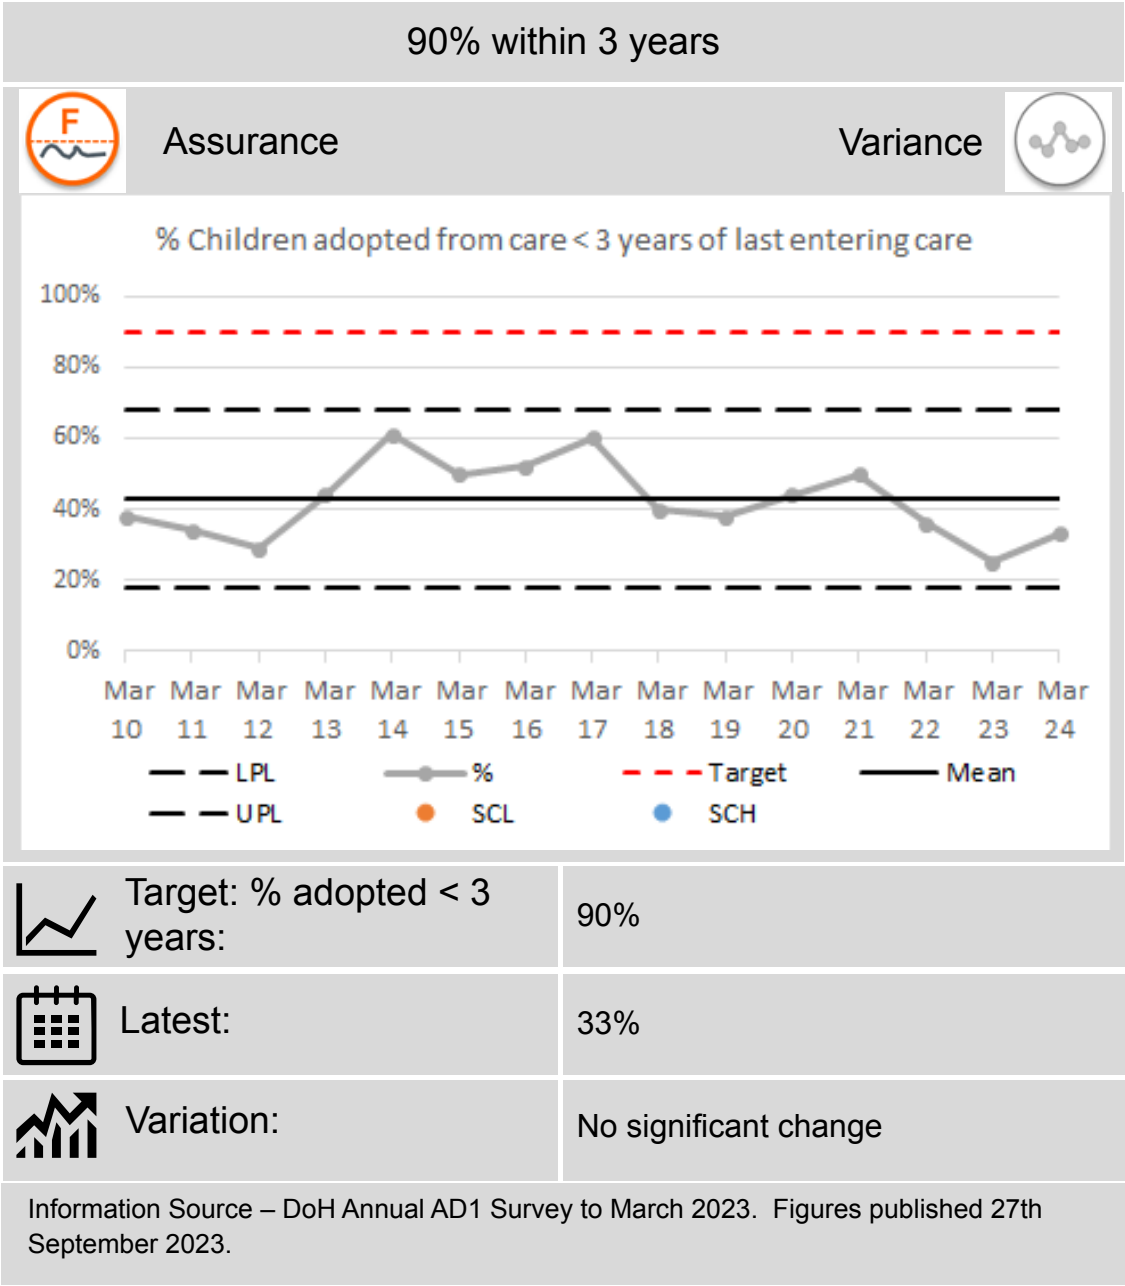 90% within 3 years
F
Assurance
Variance
% Children adopted from care < 3 years of last entering care
100%
80%
60%
40%
20%
0%
Mar Mar Mar Mar Mar Mar Mar Mar Mar Mar Mar Mar Mar Mar Mar
10 11 12 13 14 15 16 17 18 19 20 21 22 23 24
LPL % Target Mean
UPL SCL SCH
Target: % adopted < 3
years:
90%
Latest:
33%
Variation:
No significant change
Information Source – DoH Annual AD1 Survey to March 2023.  Figures published 27th
September 2023.